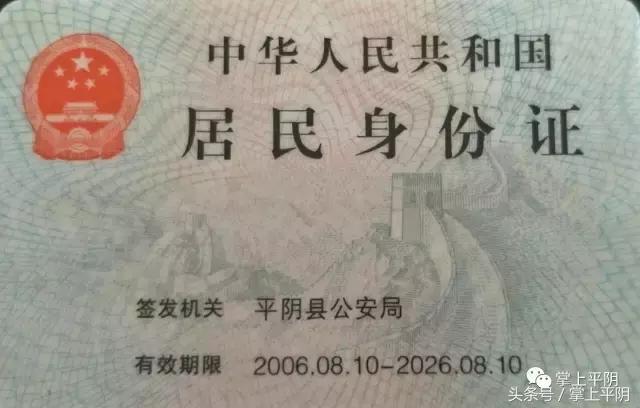 中华人民共和国
居民身份证
签发机关 平阴县公安局
有效期限 2006.08.10-2026.08.10
掌上平阴
头条号/掌上平阴